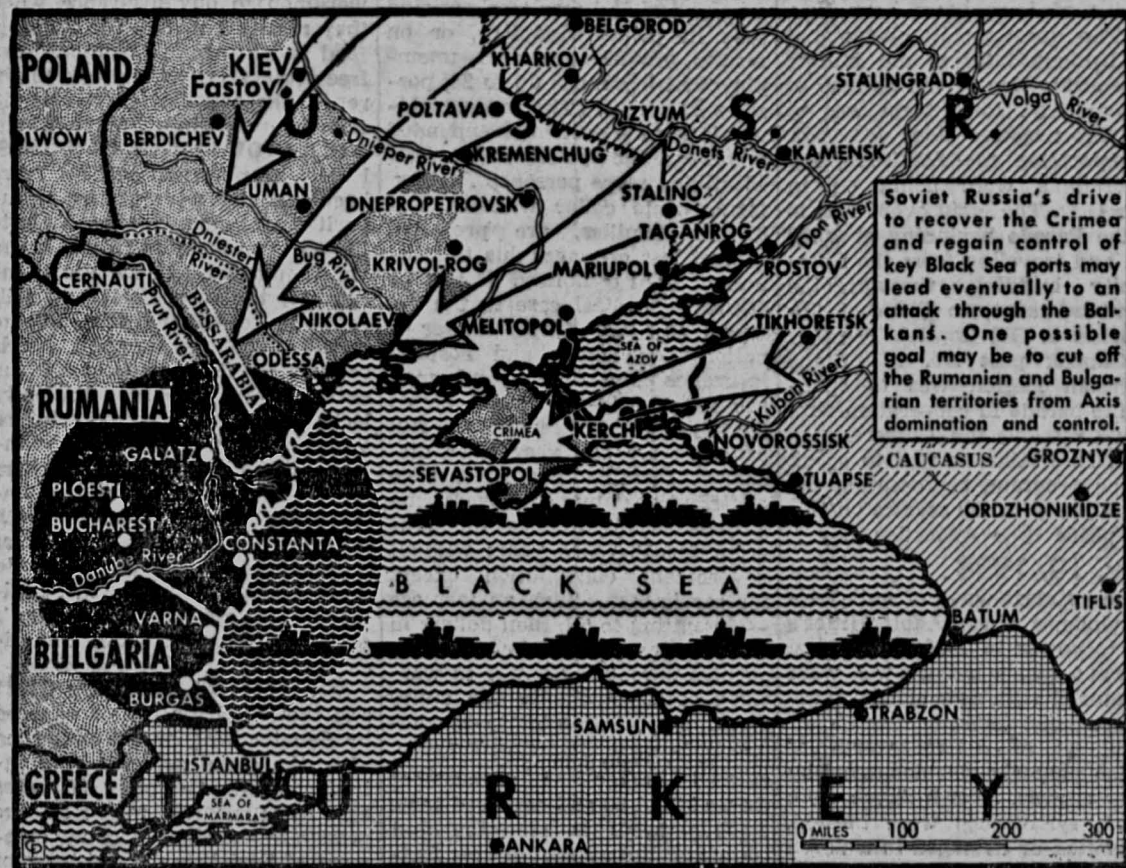 BELGOROD
POLAND
KIEV
KHARKOV
Fastov
STALINGRAD
U. S. S. R.
Volga River
POLTAVA
LWOW
BERDICHEV
IZYUM
Dnieper River
KREMENCHUG
Donets River
KAMENSK
UMAN
DNEPROPETROVSK
STALINO
Don River
Soviet Russia's drive
to recover the Crimea
and regain control of
key Black Sea ports may
lead eventually to an
attack through the Bal-
kans. One possible
goal may be to cut off
the Rumanian and Bulga-
rian territories from Axis
domination and control.
Dniester River
Bug River
KRIVOI-ROG
TAGANROG
CERNAUTI
MARIUPOL
ROSTOV
Prut River
BESSARABIA
NIKOLAEV
MELITOPOL
TIKHORETSK
SEA OF
AZOV
ODESSA
Kuban River
RUMANIA
CRIMEA
KERCH
NOVOROSSISK
GALATZ
CAUCASUS
GROZNY
SEVASTOPOL
TUAPSE
PLOESTI
ORDZHONIKIDZE
BUCHAREST
CONSTANTA
Danube River
BLACK SEA
TIFLIS
VARNA
BATUM
BULGARIA
BURGAS
TRABZON
SAMSUN
ISTANBUL
GREECE
TURKEY
SEA OF
MARMARA
0 MILES 100 200 300
ANKARA